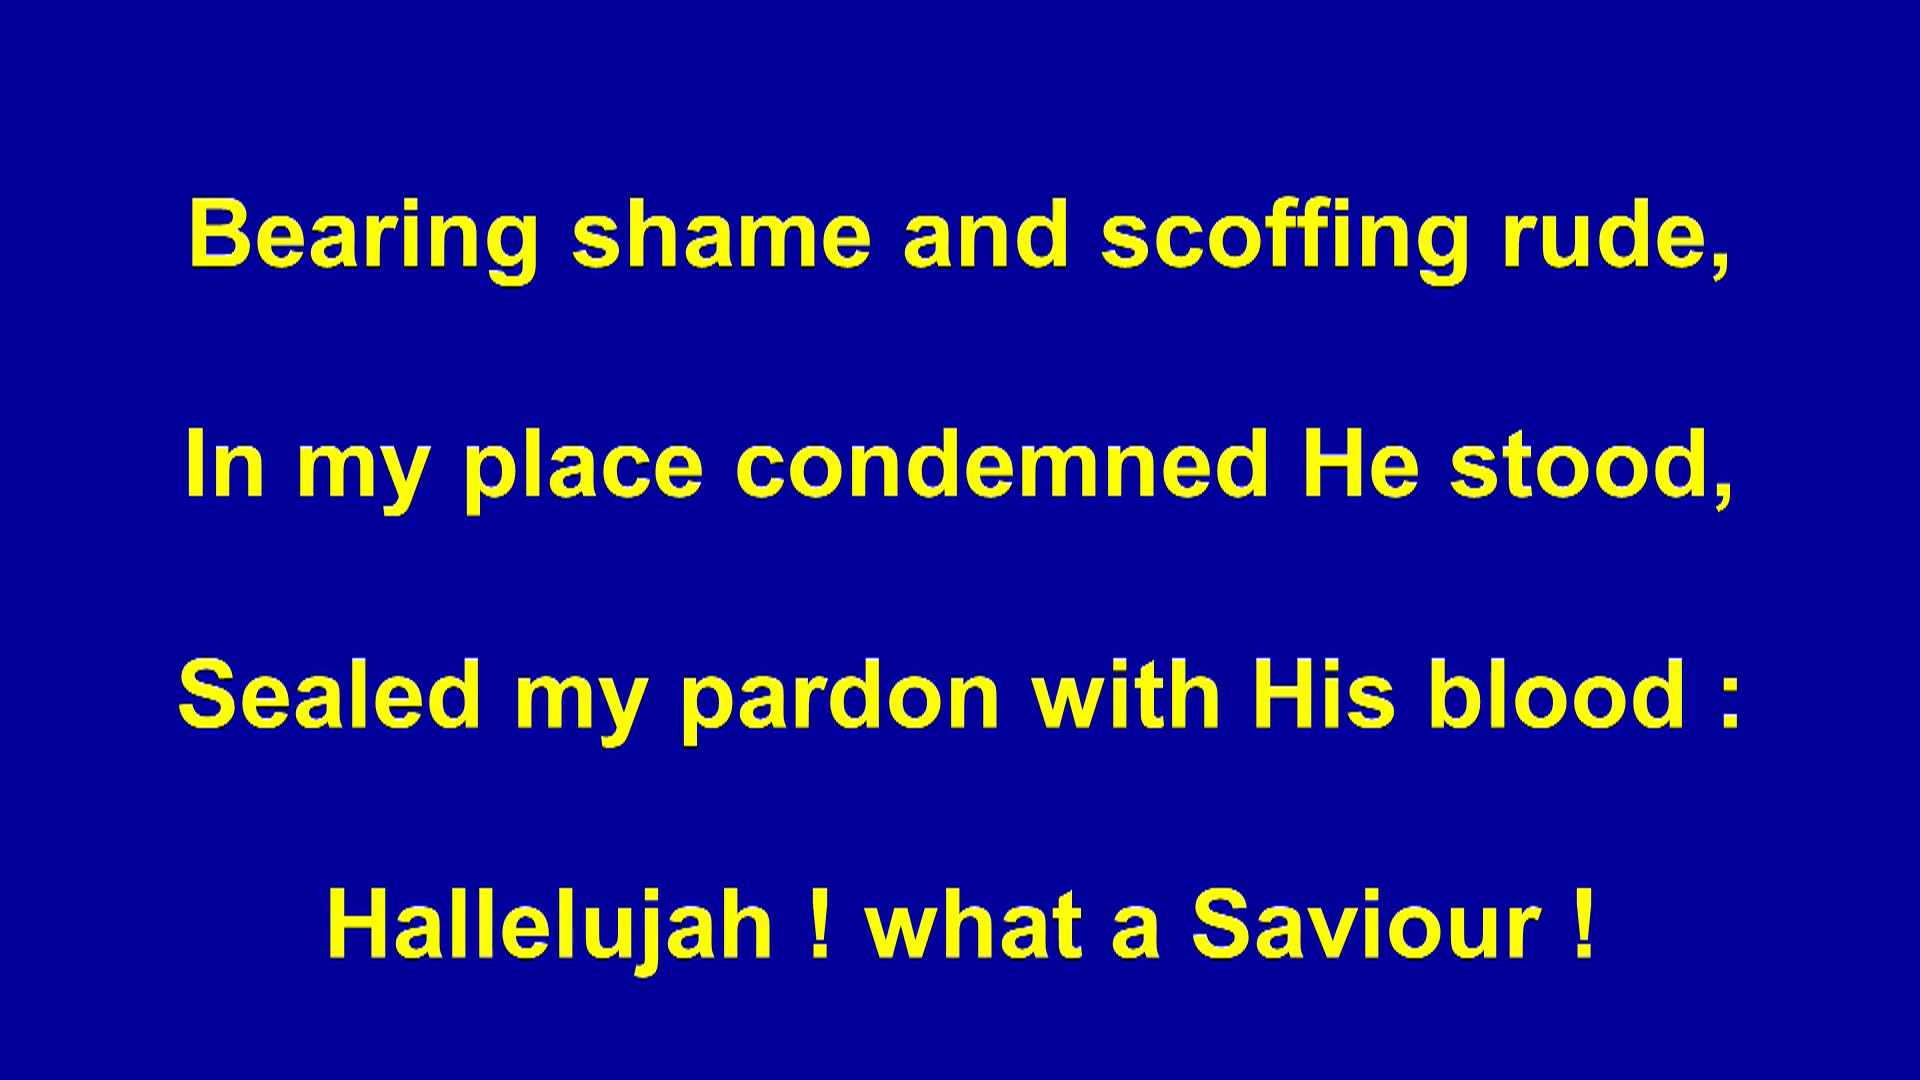 Bearing shame and scoffing rude,
In my place condemned He stood,
Sealed my pardon with His blood :
Hallelujah ! what a Saviour !